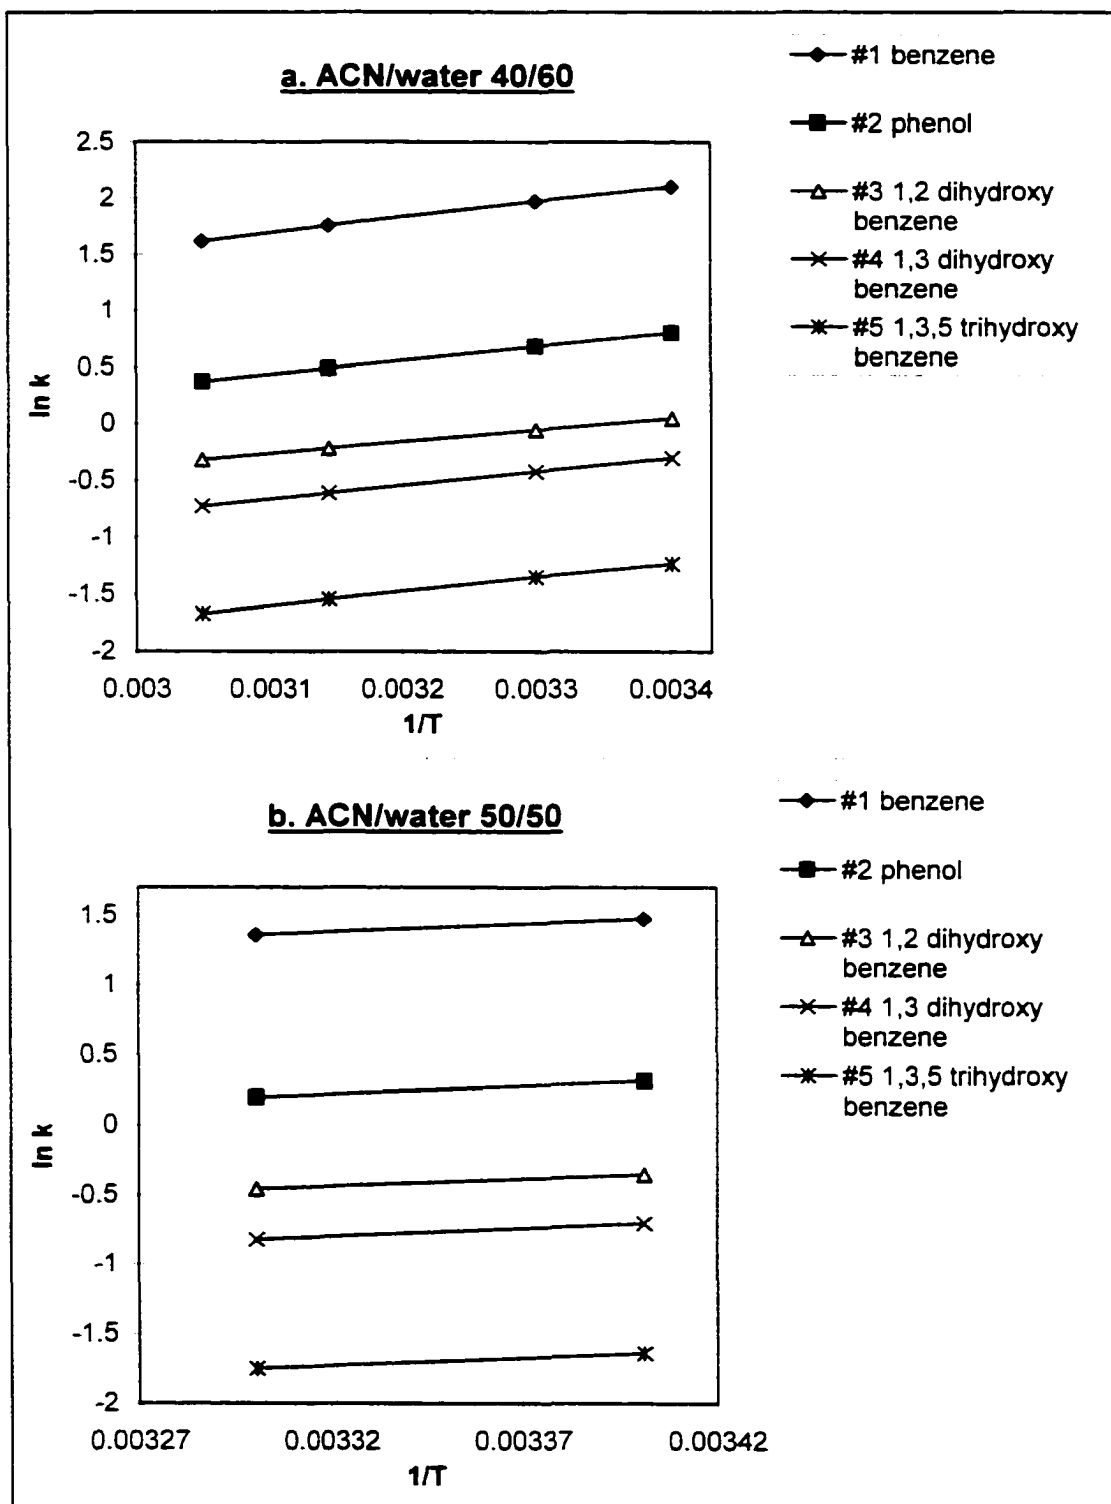 a. ACN/water 40/60
2.5
2
1.5
1
0.5
0
-0.5
-1
-1.5
-2
ln k
0.003 0.0031 0.0032 0.0033 0.0034
1/T
#1 benzene
#2 phenol
#3 1,2 dihydroxy
benzene
#4 1,3 dihydroxy
benzene
#5 1,3,5 trihydroxy
benzene
b. ACN/water 50/50
1.5
1
0.5
0
-0.5
-1
-1.5
-2
ln k
0.00327 0.00332 0.00337 0.00342
1/T
#1 benzene
#2 phenol
#3 1,2 dihydroxy
benzene
#4 1,3 dihydroxy
benzene
#5 1,3,5 trihydroxy
benzene